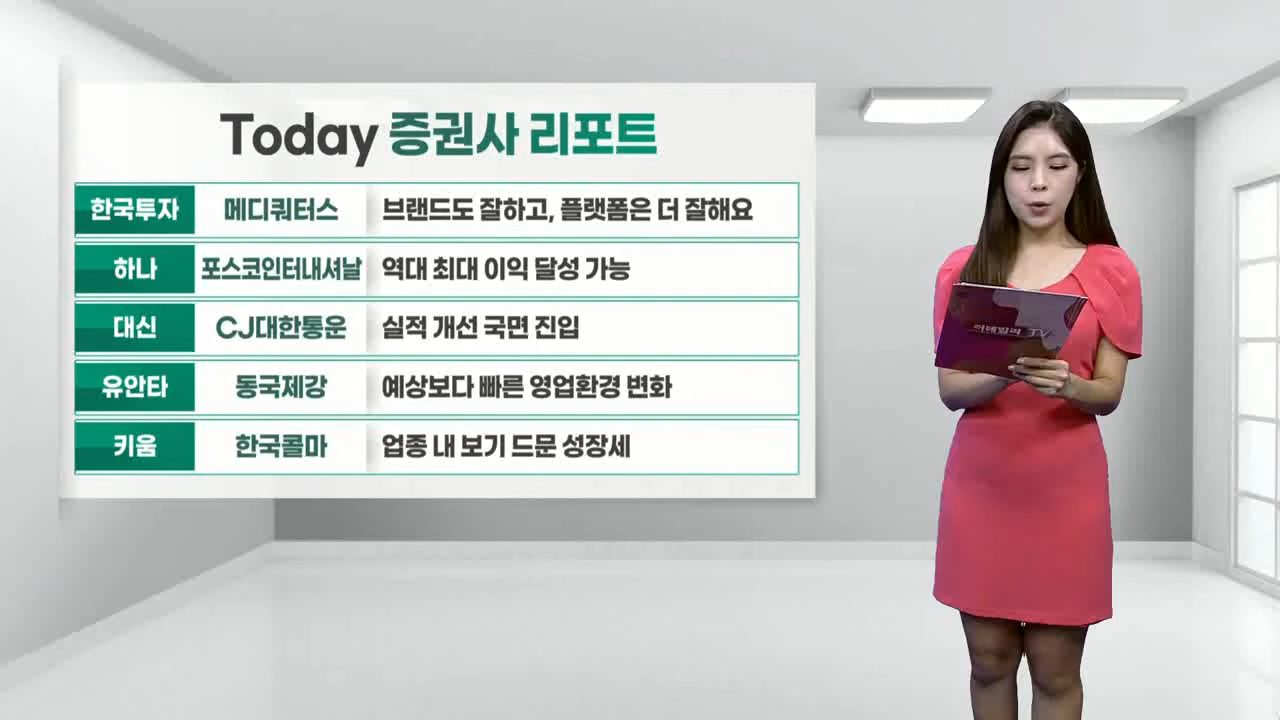 Today 증권사 리포트
한국투자 메디쿼터스 브랜드도 잘하고, 플랫폼은 더 잘해요
하나 포스코인터내셔날 역대 최대 이익 달성 가능
대신 CJ대한통운 실적 개선 국면 진입
유안타 동국제강 예상보다 빠른 영업환경 변화
키움 한국콜마 업종 내 보기 드문 성장세
이데일리 TV